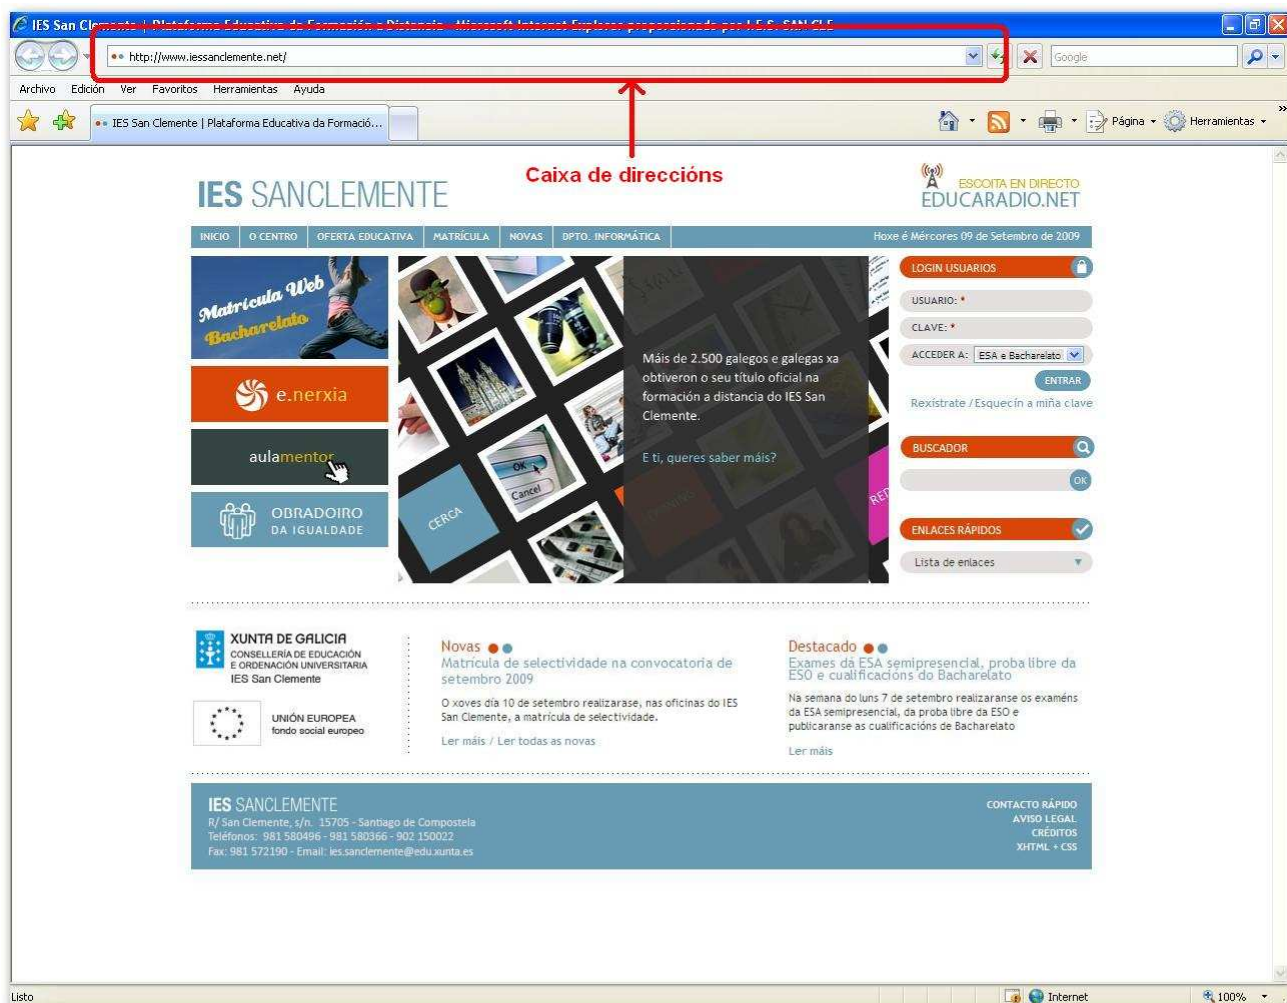 IES San Clemente | Plataforma Educativa da Formación a Distancia - Microsoft Internet Explorer proporcionado por I.E.S. SAN CLE
http://www.iessanclemente.net/
Google
Archivo Edición Ver Favoritos Herramientas Ayuda
IES San Clemente | Plataforma Educativa da Formació...
Página Herramientas
Caixa de direccións
IES SANCLEMENTE
ESCOITA EN DIRECTO
EDUCARADIO.NET
INICIO O CENTRO OFERTA EDUCATIVA MATRÍCULA NOVAS DPTO. INFORMÁTICA
Hoxe é Mércores 09 de Setembro de 2009
Matrícula Web
Bacharelato
e.nerxia
aulamentor
OBRADOIRO
DA IGUALDADE
OK
Cancel
CERCA
RED
Máis de 2.500 galegos e galegas xa
obtiveron o seu título oficial na
formación a distancia do IES San
Clemente.
E ti, queres saber máis?
LOGIN USUARIOS
USUARIO: *
CLAVE: *
ACCEDER A: ESA e Bacharelato
ENTRAR
Rexístrate / Esquecín a miña clave
BUSCADOR
OK
ENLACES RÁPIDOS
Lista de enlaces
XUNTA DE GALICIA
CONSELLERÍA DE EDUCACIÓN
E ORDENACIÓN UNIVERSITARIA
IES San Clemente
UNIÓN EUROPEA
fondo social europeo
Novas
Matrícula de selectividade na convocatoria de
setembro 2009
O xoves día 10 de setembro realizarase, nas oficinas do IES
San Clemente, a matrícula de selectividade.
Ler máis / Ler todas as novas
Destacado
Exames dá ESA semipresencial, proba libre da
ESO e cualificacións do Bacharelato
Na semana do luns 7 de setembro realizaranse os examéns
da ESA semipresencial, da proba libre da ESO e
publicaranse as cualificacións de Bacharelato
Ler máis
IES SANCLEMENTE
R/ San Clemente, s/n. 15705 - Santiago de Compostela
Teléfonos: 981 580496 - 981 580366 - 902 150022
Fax: 981 572190 - Email: ies.sanclemente@edu.xunta.es
CONTACTO RÁPIDO
AVISO LEGAL
CRÉDITOS
XHTML + CSS
Listo
Internet
100%